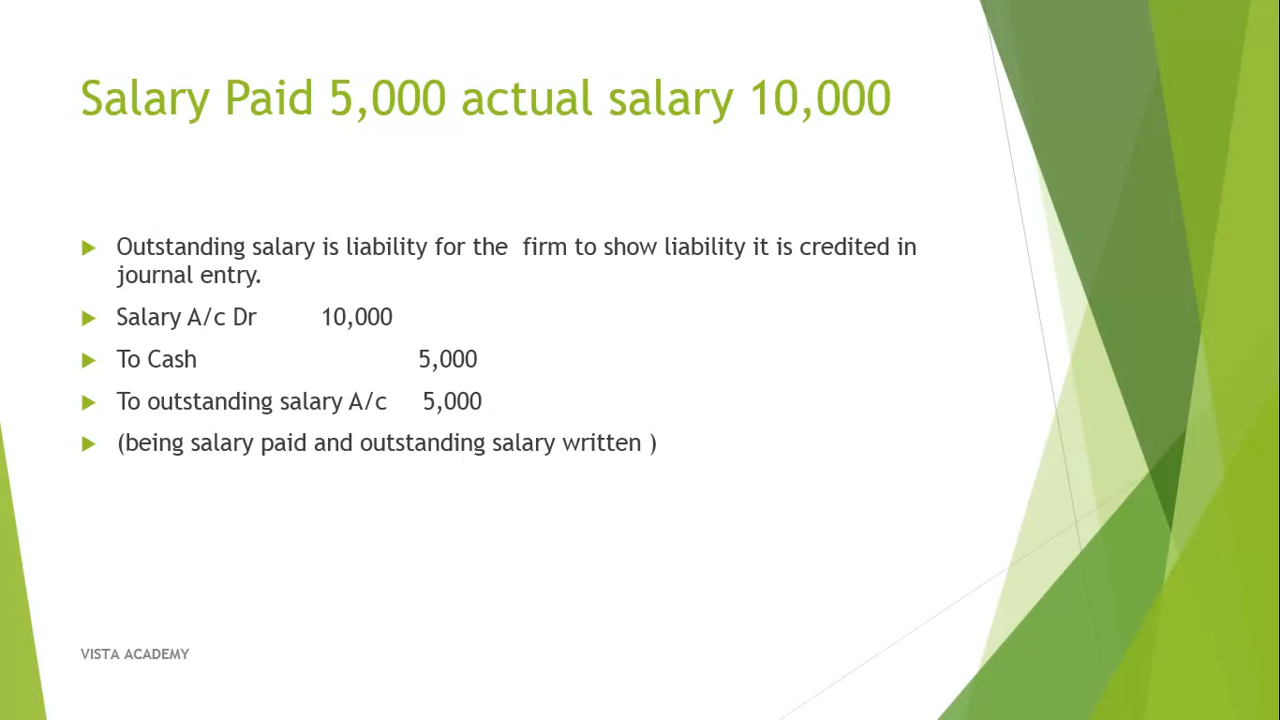 Salary Paid 5,000 actual salary 10,000
Outstanding salary is liability for the firm to show liability it is credited in
journal entry.
Salary A/c Dr 10,000
To Cash 5,000
To outstanding salary A/c 5,000
(being salary paid and outstanding salary written )
VISTA ACADEMY